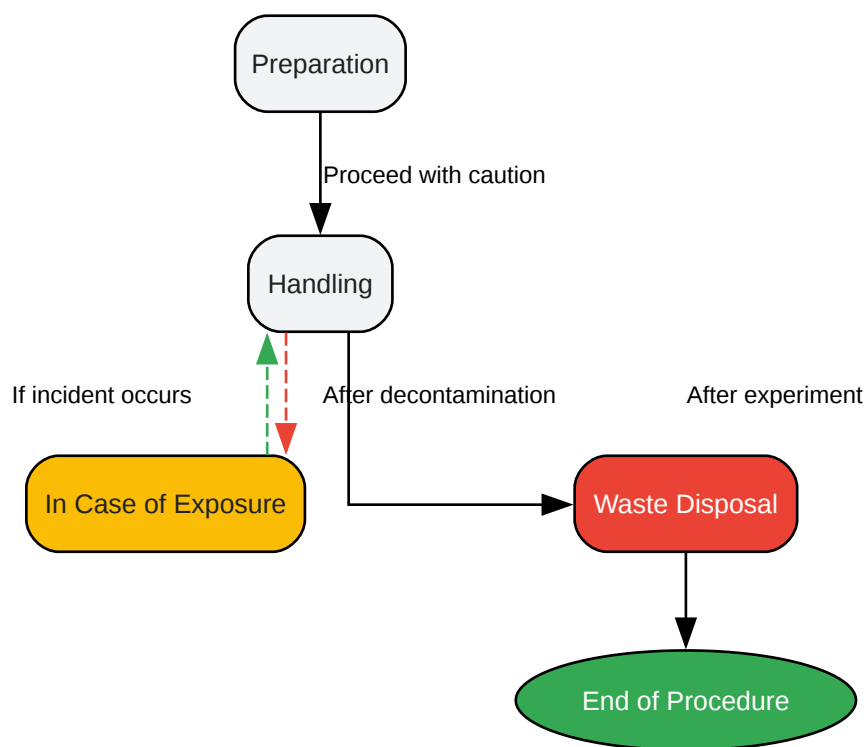 Preparation
Proceed with caution
Handling
If incident occurs
After decontamination
After experiment
In Case of Exposure
Waste Disposal
End of Procedure